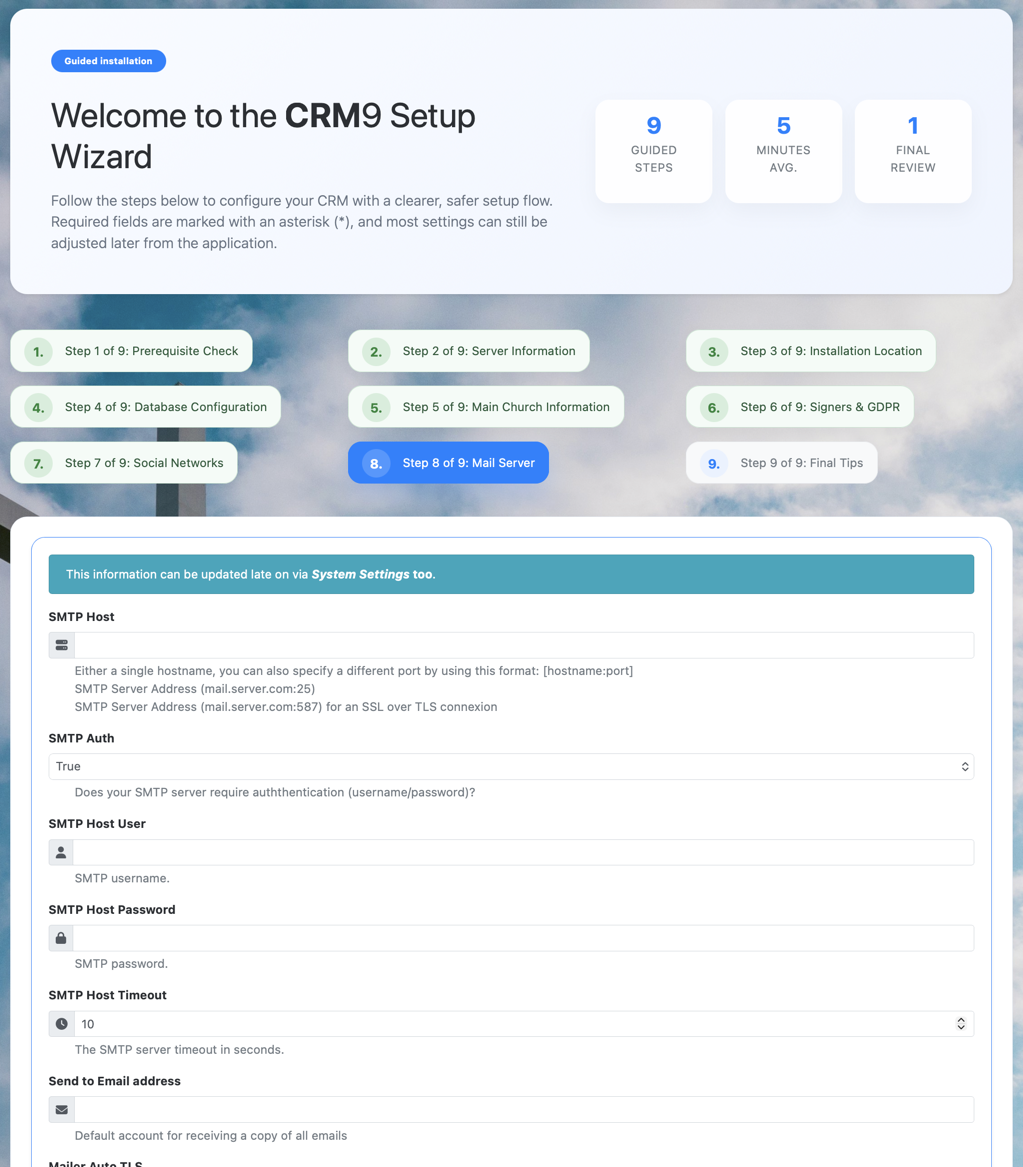 Guided installation
Welcome to the CRM9 Setup
Wizard
Follow the steps below to configure your CRM with a clearer, safer setup flow.
Required fields are marked with an asterisk (*), and most settings can still be
adjusted later from the application.
9
GUIDED
STEPS
5
MINUTES
AVG.
1
FINAL
REVIEW
1. Step 1 of 9: Prerequisite Check
2. Step 2 of 9: Server Information
3. Step 3 of 9: Installation Location
4. Step 4 of 9: Database Configuration
5. Step 5 of 9: Main Church Information
6. Step 6 of 9: Signers & GDPR
7. Step 7 of 9: Social Networks
8. Step 8 of 9: Mail Server
9. Step 9 of 9: Final Tips
This information can be updated late on via System Settings too.
SMTP Host
Either a single hostname, you can also specify a different port by using this format: [hostname:port]
SMTP Server Address (mail.server.com:25)
SMTP Server Address (mail.server.com:587) for an SSL over TLS connexion
SMTP Auth
True
Does your SMTP server require auththentication (username/password)?
SMTP Host User
SMTP username.
SMTP Host Password
SMTP password.
SMTP Host Timeout
10
The SMTP server timeout in seconds.
Send to Email address
Default account for receiving a copy of all emails
Mailer Auto TLS